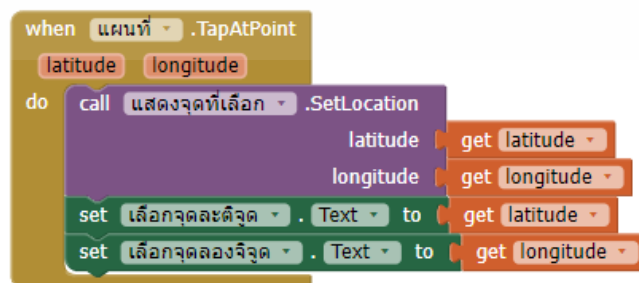 when แผนที่ .TapAtPoint
latitude longitude
do call แสดงจุดที่เลือก .SetLocation
latitude get latitude
longitude get longitude
set เลือกจุดละติจูด . Text to get latitude
set เลือกจุดลองจิจูด . Text to get longitude